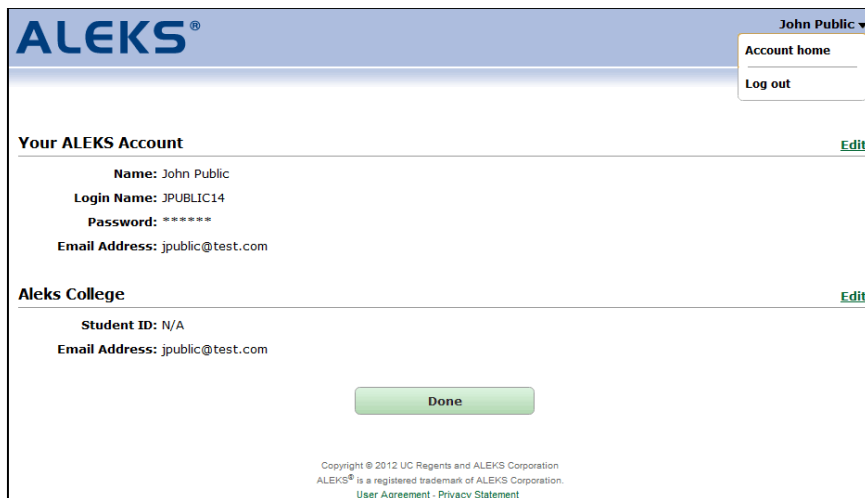 ALEKS®
John Public
Account home
Log out
Your ALEKS Account
Edit
Name: John Public
Login Name: JPUBLIC14
Password: ******
Email Address: jpublic@test.com
Aleks College
Edit
Student ID: N/A
Email Address: jpublic@test.com
Done
Copyright © 2012 UC Regents and ALEKS Corporation
ALEKS® is a registered trademark of ALEKS Corporation.
User Agreement - Privacy Statement